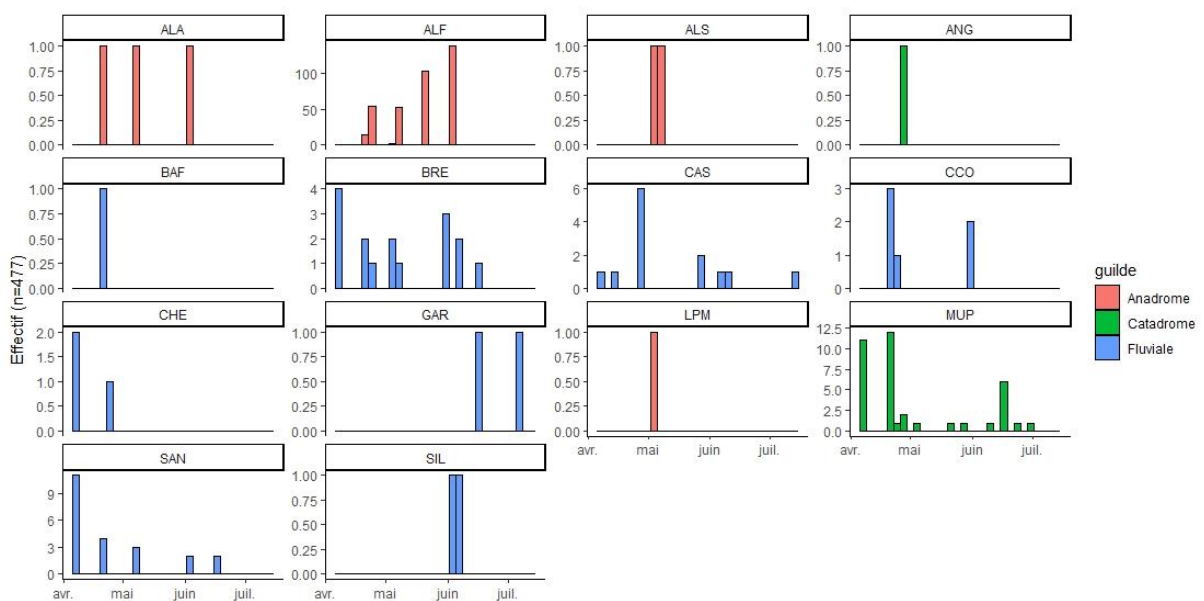 ALA ALF ALS ANG
1.00 0.75 0.50 0.25 0.00
100 50 0
1.00 0.75 0.50 0.25 0.00
1.00 0.75 0.50 0.25 0.00
BAF BRE CAS CCO
1.00 0.75 0.50 0.25 0.00
4 3 2 1 0
6 4 2 0
3 2 1 0
CHE GAR LPM MUP
2.0 1.5 1.0 0.5 0.0
1.00 0.75 0.50 0.25 0.00
1.00 0.75 0.50 0.25 0.00
12.5 10.0 7.5 5.0 2.5 0.0
avr. mai juin juil.
avr. mai juin juil.
SAN SIL
9 6 3 0
1.00 0.75 0.50 0.25 0.00
avr. mai juin juil.
avr. mai juin juil.
Effectif (n=477)
guilde
Anadrome
Catadrome
Fluviale